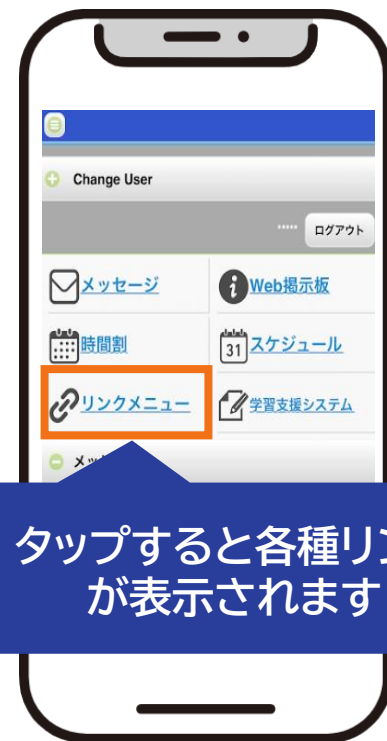 Change User
***** ログアウト
メッセージ
Web掲示板
時間割
31 スケジュール
リンクメニュー
学習支援システム
タップすると各種リン
が表示されます